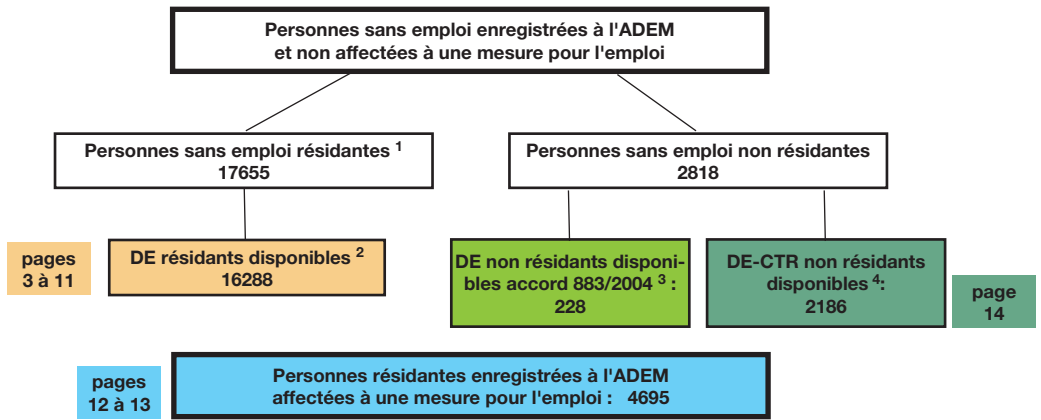 Personnes sans emploi enregistrées à l'ADEM
et non affectées à une mesure pour l'emploi
Personnes sans emploi résidantes 1
17655
Personnes sans emploi non résidantes
2818
pages
3 à 11
DE résidants disponibles 2
16288
DE non résidants disponi-
bles accord 883/2004 3 :
228
DE-CTR non résidants
disponibles 4:
2186
page
14
pages
12 à 13
Personnes résidantes enregistrées à l'ADEM
affectées à une mesure pour l'emploi : 4695